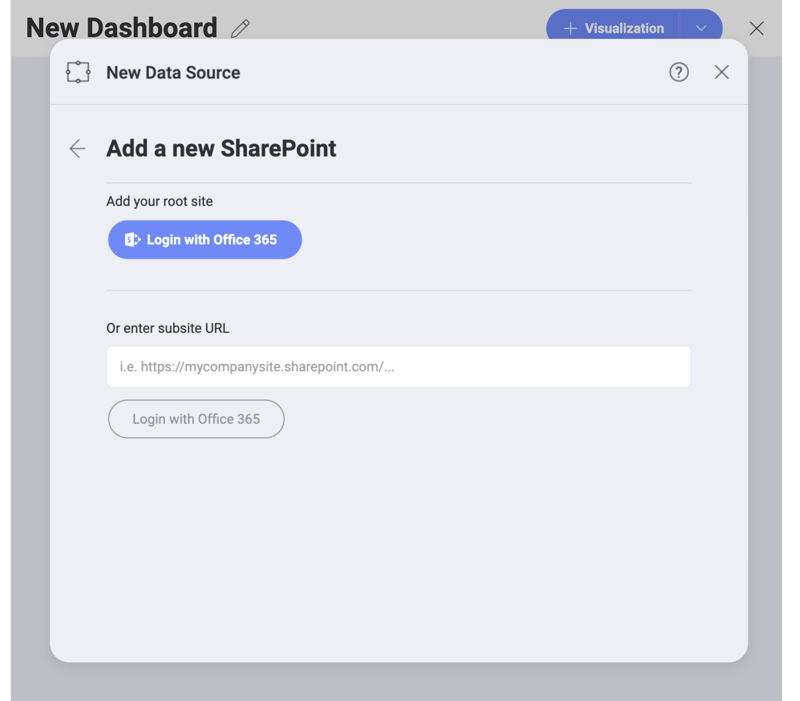 New Dashboard
Visualization
New Data Source
?
Add a new SharePoint
Add your root site
S Login with Office 365
Or enter subsite URL
i.e. https://mycompanysite.sharepoint.com/...
Login with Office 365